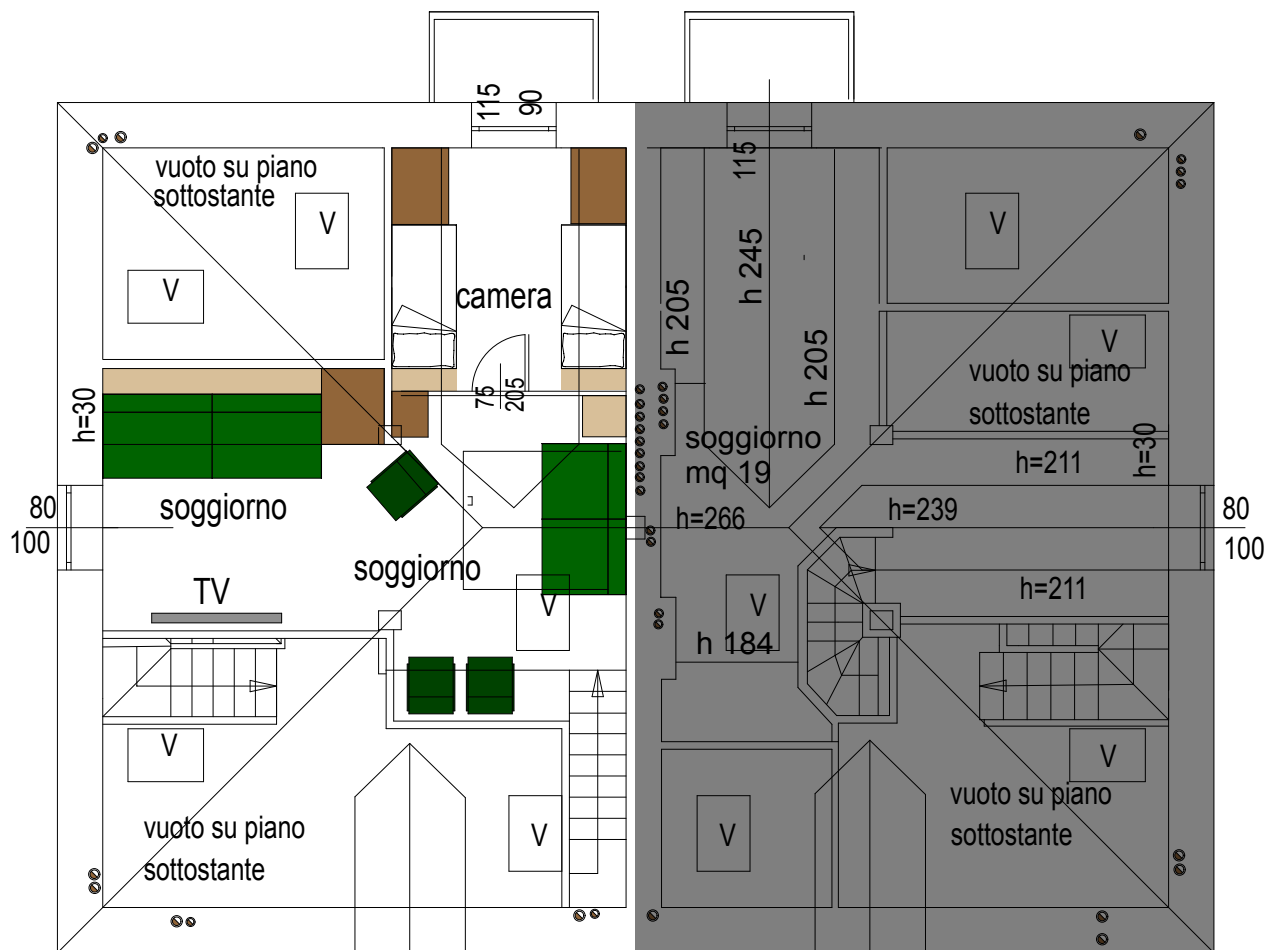 115
90
115
vuoto su piano
sottostante
V
V
V
h 245
camera
h 205
h 205
V
75
205
vuoto su piano
sottostante
h=30
soggiorno
mq 19
h=211
h=30
80
100
soggiorno
h=266
h=239
80
100
soggiorno
TV
V
V
h=211
h 184
V
V
vuoto su piano
sottostante
V
V
vuoto su piano
sottostante